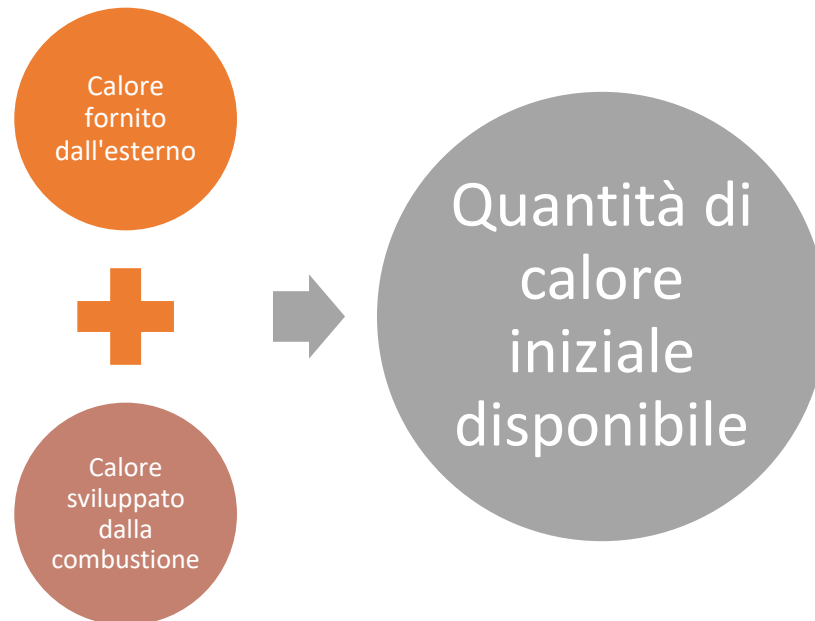 Calore
fornito
dall'esterno
Calore
sviluppato
dalla
combustione
Quantità di
calore
iniziale
disponibile